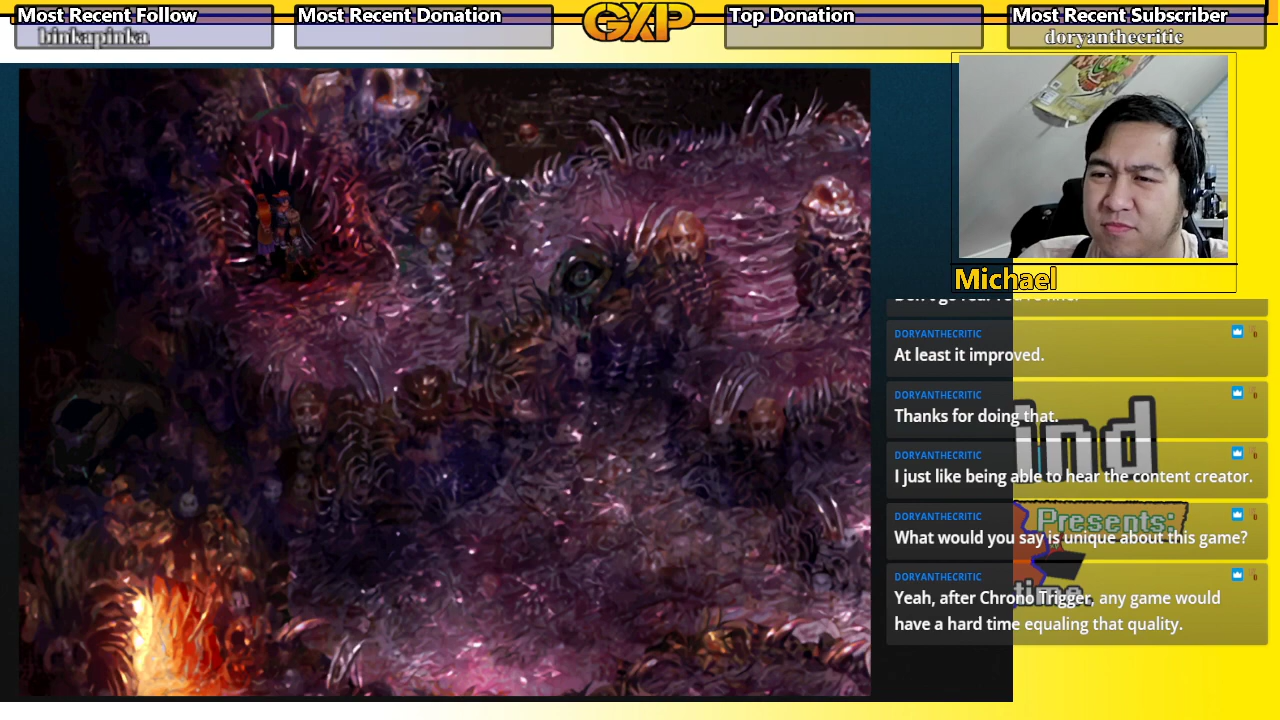 Most Recent Follow
binkapinka
Most Recent Donation
GXP
Top Donation
Most Recent Subscriber
doryanthecritic
Michael
DORYANTHECRITIC
At least it improved.
DORYANTHECRITIC
Thanks for doing that.
DORYANTHECRITIC
I just like being able to hear the content creator.
DORYANTHECRITIC
What would you say is unique about this game?
DORYANTHECRITIC
Yeah, after Chrono Trigger, any game would
have a hard time equaling that quality.
ind
Presents:
time.